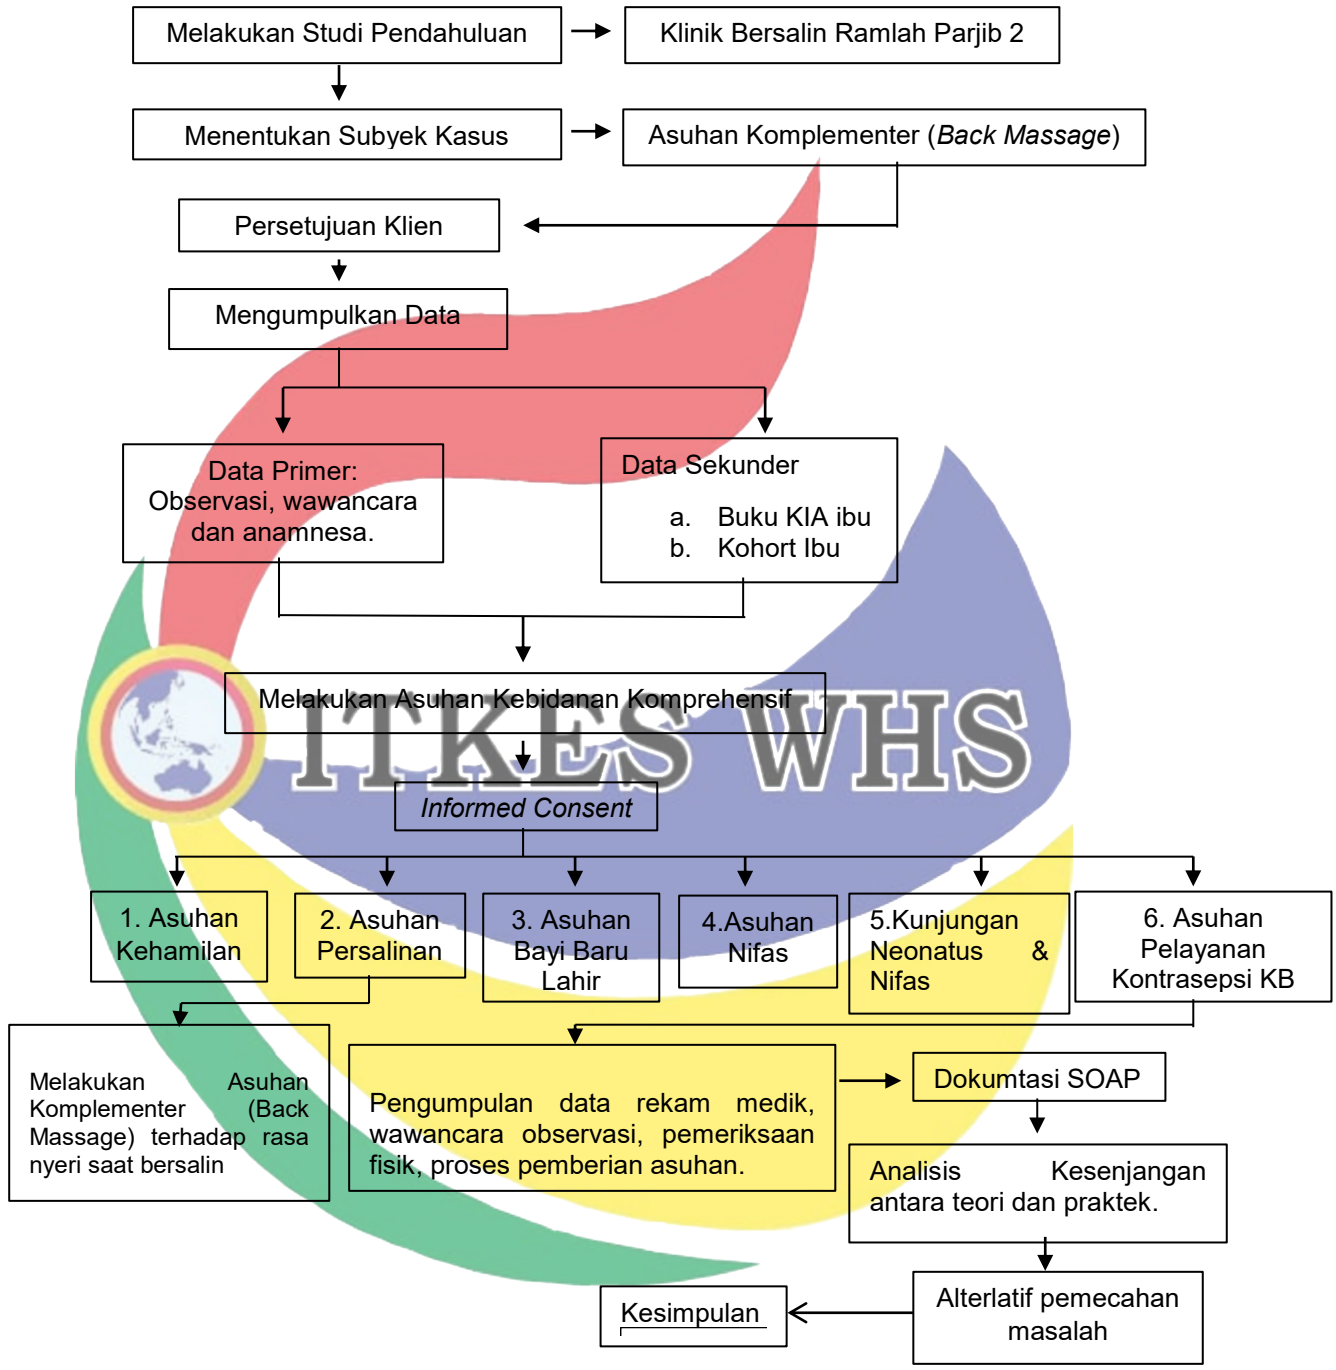 Melakukan Studi Pendahuluan
Klinik Bersalin Ramlah Parjib 2
Menentukan Subyek Kasus
Asuhan Komplementer (Back Massage)
Persetujuan Klien
Mengumpulkan Data
Data Primer:
Observasi, wawancara
dan anamnesa.
Data Sekunder
a. Buku KIA ibu
b. Kohort Ibu
Melakukan Asuhan Kebidanan Komprehensif
ITKES WHS
Informed Consent
1. Asuhan
Kehamilan
2. Asuhan
Persalinan
3. Asuhan
Bayi Baru
Lahir
4.Asuhan
Nifas
5.Kunjungan
Neonatus &
Nifas
6. Asuhan
Pelayanan
Kontrasepsi KB
Melakukan Asuhan
Komplementer (Back
Massage) terhadap rasa
nyeri saat bersalin
Pengumpulan data rekam medik,
wawancara observasi, pemeriksaan
fisik, proses pemberian asuhan.
Dokumtasi SOAP
Analisis Kesenjangan
antara teori dan praktek.
Alterlatif pemecahan
masalah
Kesimpulan